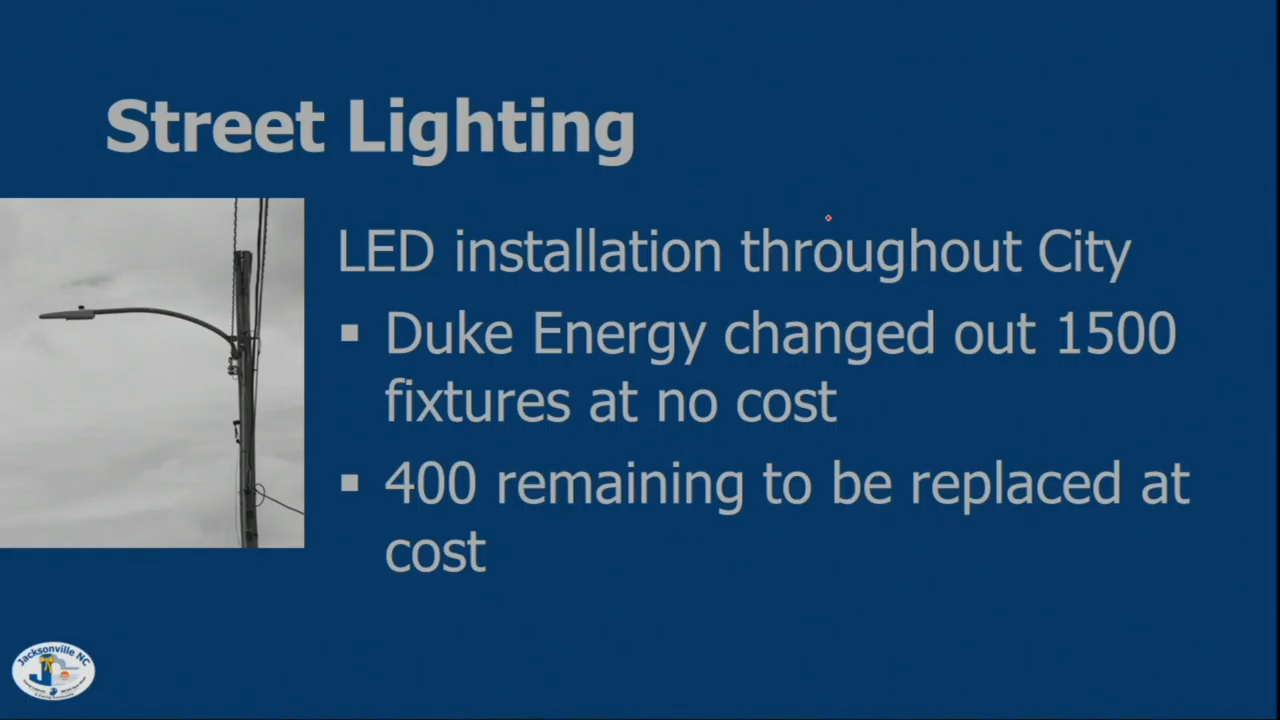 Street Lighting
LED installation throughout City
▪ Duke Energy changed out 1500
fixtures at no cost
▪ 400 remaining to be replaced at
cost
Jacksonville NC